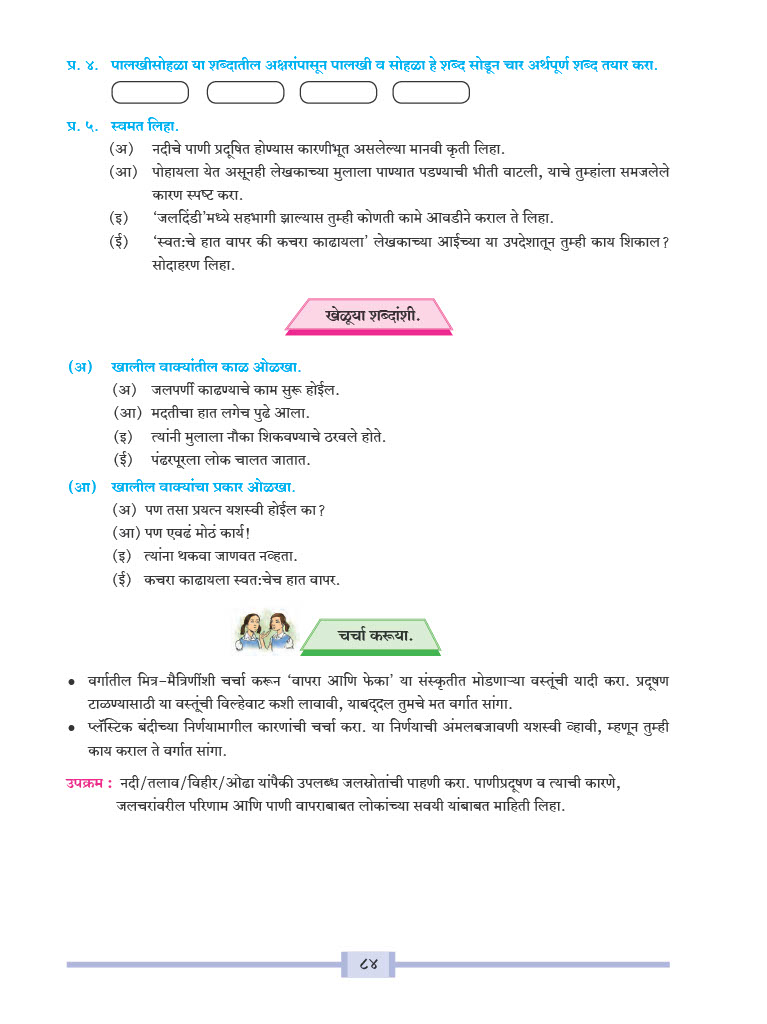 प्र. ४. पालखीसोहळा या शब्दातील अक्षरांपासून पालखी व सोहळा हे शब्द सोडून चार अर्थपूर्ण शब्द तयार करा.
प्र. ५. स्वमत लिहा.
(अ) नदीचे पाणी प्रदूषित होण्यास कारणीभूत असलेल्या मानवी कृती लिहा.
(आ) पोहायला येत असूनही लेखकाच्या मुलाला पाण्यात पडण्याची भीती वाटली, याचे तुम्हांला समजलेले
कारण स्पष्ट करा.
(इ) ‘जलदिंडी’मध्ये सहभागी झाल्यास तुम्ही कोणती कामे आवडीने कराल ते लिहा.
(ई) ‘स्वत:चे हात वापर की कचरा काढायला’ लेखकाच्या आईच्या या उपदेशातून तुम्ही काय शिकाल?
सोदाहरण लिहा.
खेळूया शब्दांशी.
(अ) खालील वाक्यांतील काळ ओळखा.
(अ) जलपर्णी काढण्याचे काम सुरू होईल.
(आ) मदतीचा हात लगेच पुढे आला.
(इ) त्यांनी मुलाला नौका शिकवण्याचे ठरवले होते.
(ई) पंढरपूरला लोक चालत जातात.
(आ) खालील वाक्यांचा प्रकार ओळखा.
(अ) पण तसा प्रयत्न यशस्वी होईल का?
(आ) पण एवढं मोठं कार्य!
(इ) त्यांना थकवा जाणवत नव्हता.
(ई) कचरा काढायला स्वत:चेच हात वापर.
चर्चा करूया.
• वर्गातील मित्र-मैत्रिणींशी चर्चा करून ‘वापरा आणि फेका’ या संस्कृतीत मोडणाऱ्या वस्तूंची यादी करा. प्रदूषण
टाळण्यासाठी या वस्तूंची विल्हेवाट कशी लावावी, याबद्दल तुमचे मत वर्गात सांगा.
• प्लॅस्टिक बंदीच्या निर्णयामागील कारणांची चर्चा करा. या निर्णयाची अंमलबजावणी यशस्वी व्हावी, म्हणून तुम्ही
काय कराल ते वर्गात सांगा.
उपक्रम : नदी/तलाव/विहीर/ओढा यांपैकी उपलब्ध जलस्रोतांची पाहणी करा. पाणीप्रदूषण व त्याची कारणे,
जलचरांवरील परिणाम आणि पाणी वापराबाबत लोकांच्या सवयी यांबाबत माहिती लिहा.
८४